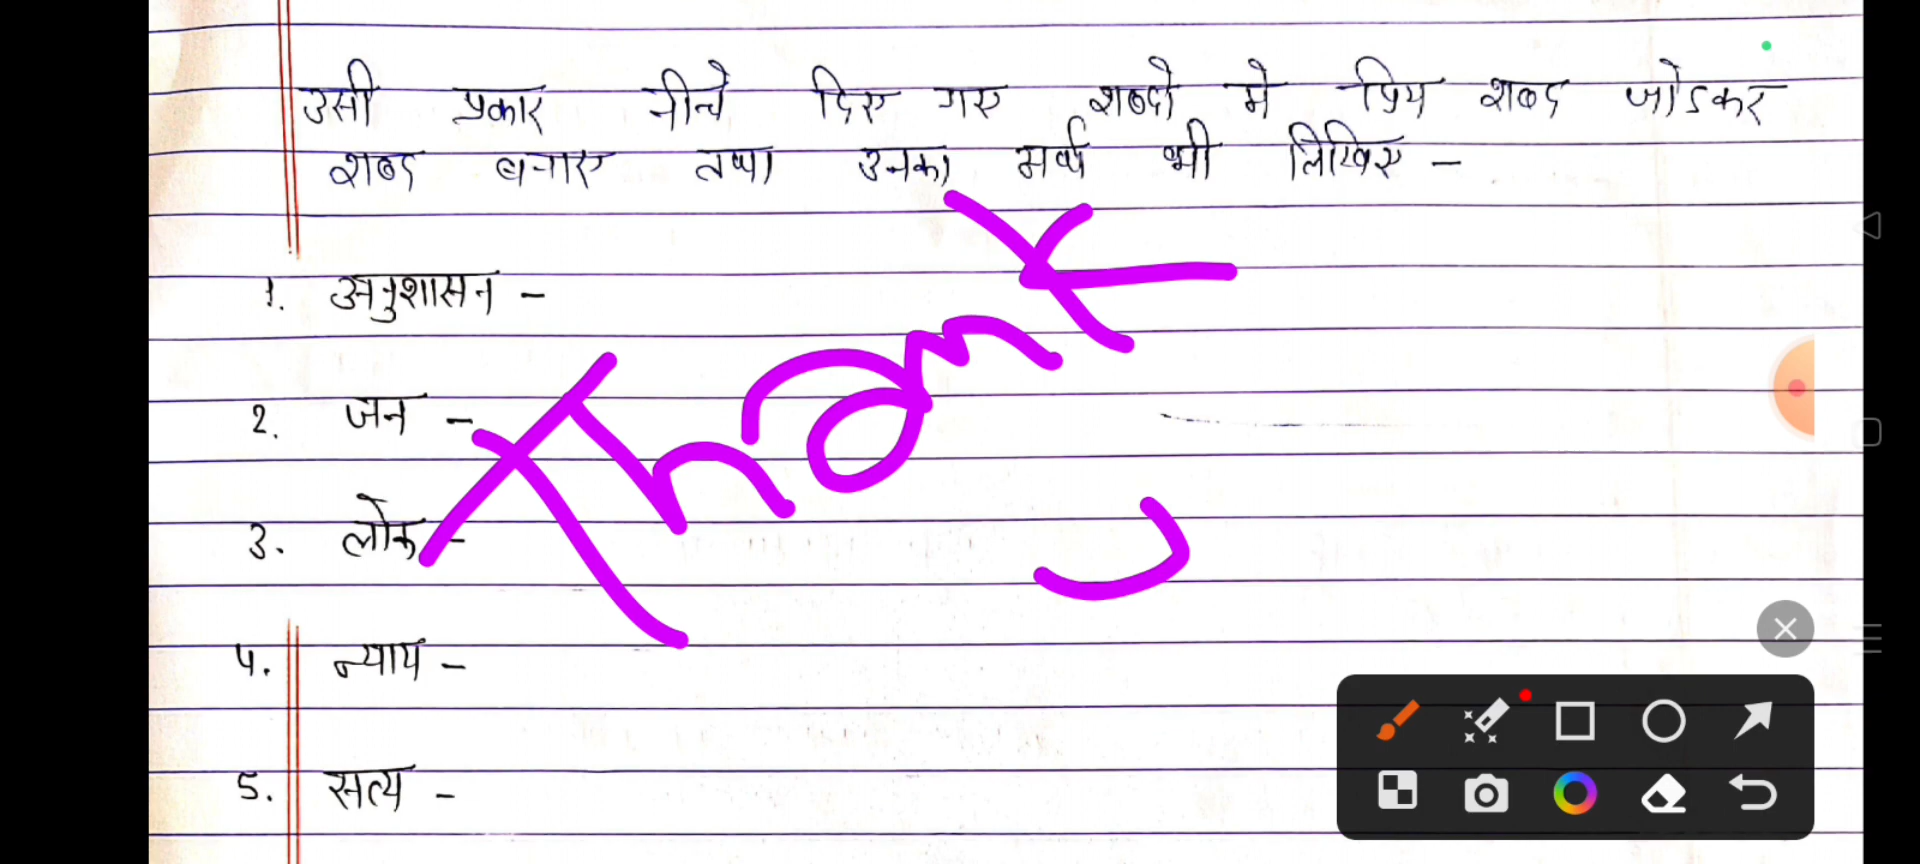 उसी प्रकार नीचे दिए गए शब्दो मे प्रिय शब्द जोडकर
शब्द बनाए तथा उनका अर्थ भी लिखिए -
1. अनुशासन -
2. जन -
3. लोक -
4. न्याय -
5. सत्य -
Thank